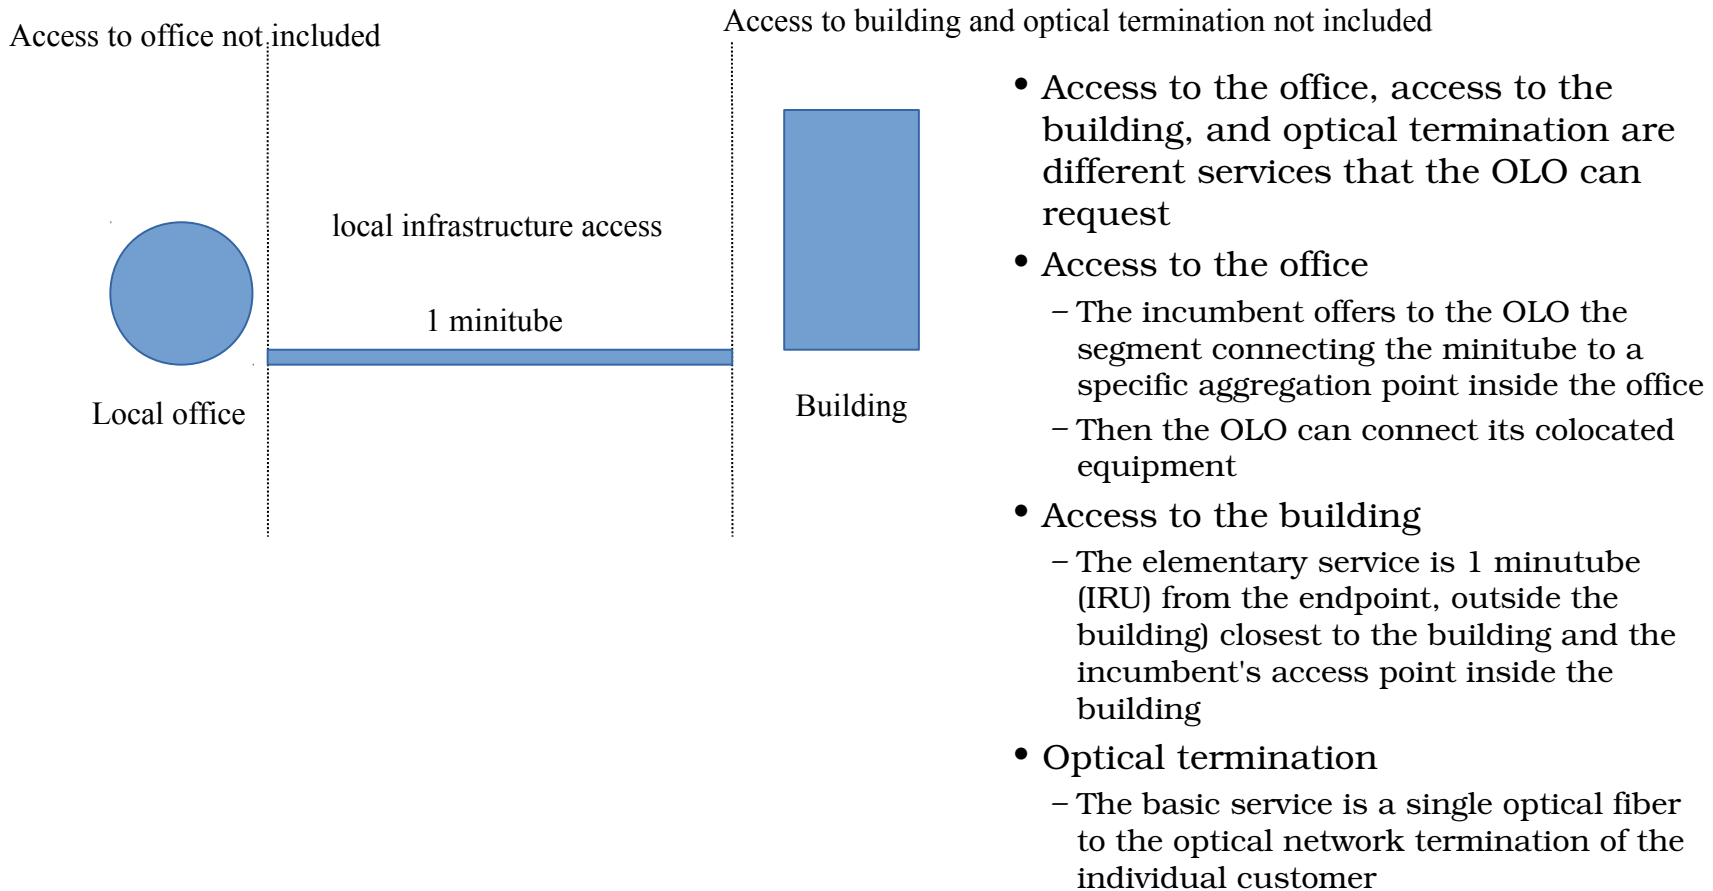 Access to office not included
Access to building and optical termination not included
local infrastructure access
1 minitube
Local office
Building
• Access to the office, access to the
building, and optical termination are
different services that the OLO can
request
• Access to the office
– The incumbent offers to the OLO the
segment connecting the minitube to a
specific aggregation point inside the office
– Then the OLO can connect its colocated
equipment
• Access to the building
– The elementary service is 1 minutube
(IRU) from the endpoint, outside the
building) closest to the building and the
incumbent's access point inside the
building
• Optical termination
– The basic service is a single optical fiber
to the optical network termination of the
individual customer